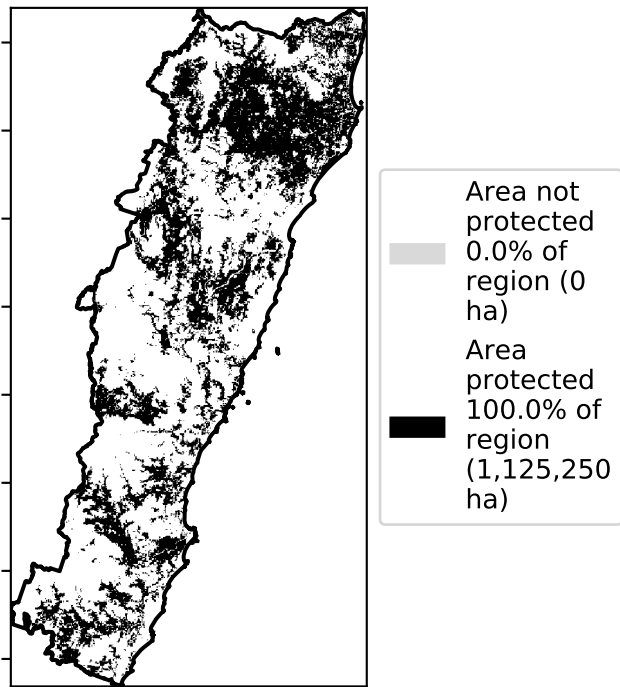 Area not
protected
0.0% of
region (0
ha)
Area
protected
100.0% of
region
(1,125,250
ha)